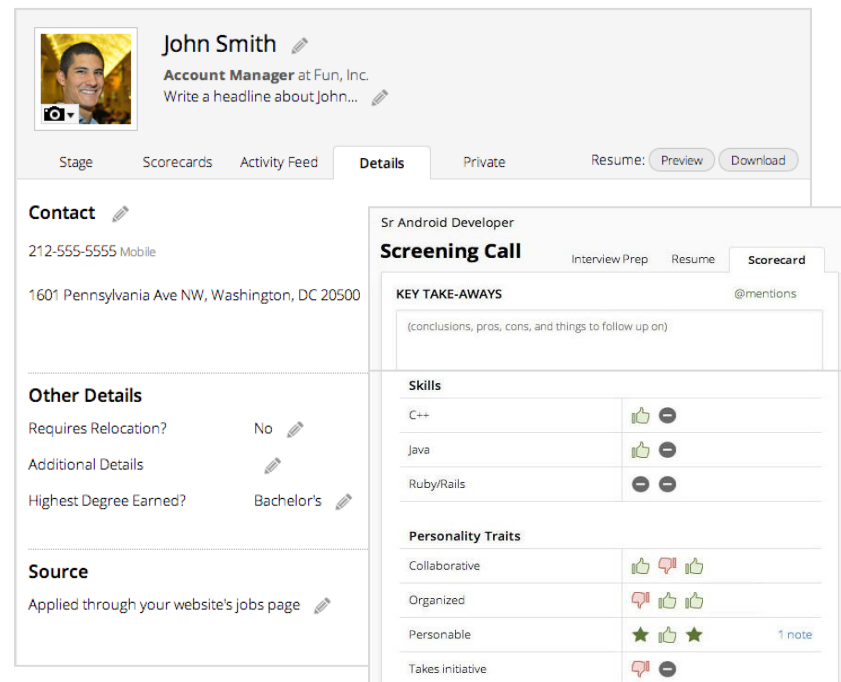 John Smith
Account Manager at Fun, Inc.
Write a headline about John...
Stage Scorecards Activity Feed Details Private Resume: Preview Download
Contact
212-555-5555 Mobile
1601 Pennsylvania Ave NW, Washington, DC 20500
Other Details
Requires Relocation? No
Additional Details
Highest Degree Earned? Bachelor's
Source
Applied through your website's jobs page
Sr Android Developer
Screening Call Interview Prep Resume Scorecard
KEY TAKE-AWAYS @mentions
(conclusions, pros, cons, and things to follow up on)
Skills
C++
Java
Ruby/Rails
Personality Traits
Collaborative
Organized
Personable 1 note
Takes initiative